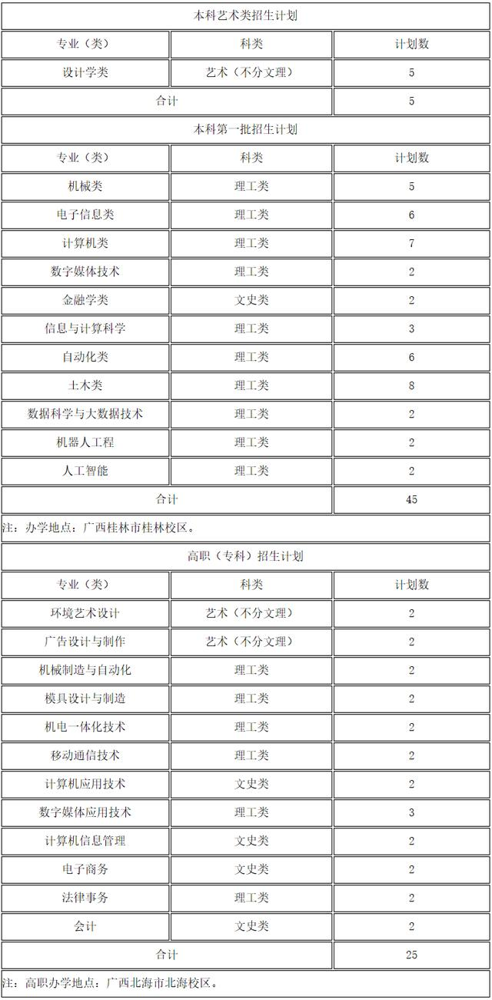 本科艺术类招生计划
专业（类） 科类 计划数
设计学类 艺术（不分文理） 5
合计 5
本科第一批招生计划
专业（类） 科类 计划数
机械类 理工类 5
电子信息类 理工类 6
计算机类 理工类 7
数字媒体技术 理工类 2
金融学类 文史类 2
信息与计算科学 理工类 3
自动化类 理工类 6
土木类 理工类 8
数据科学与大数据技术 理工类 2
机器人工程 理工类 2
人工智能 理工类 2
合计 45
注：办学地点：广西桂林市桂林校区。
高职（专科）招生计划
专业（类） 科类 计划数
环境艺术设计 艺术（不分文理） 2
广告设计与制作 艺术（不分文理） 2
机械制造与自动化 理工类 2
模具设计与制造 理工类 2
机电一体化技术 理工类 2
移动通信技术 理工类 2
计算机应用技术 文史类 2
数字媒体应用技术 理工类 3
计算机信息管理 文史类 2
电子商务 文史类 2
法律事务 理工类 2
会计 文史类 2
合计 25
注：高职办学地点：广西北海市北海校区。